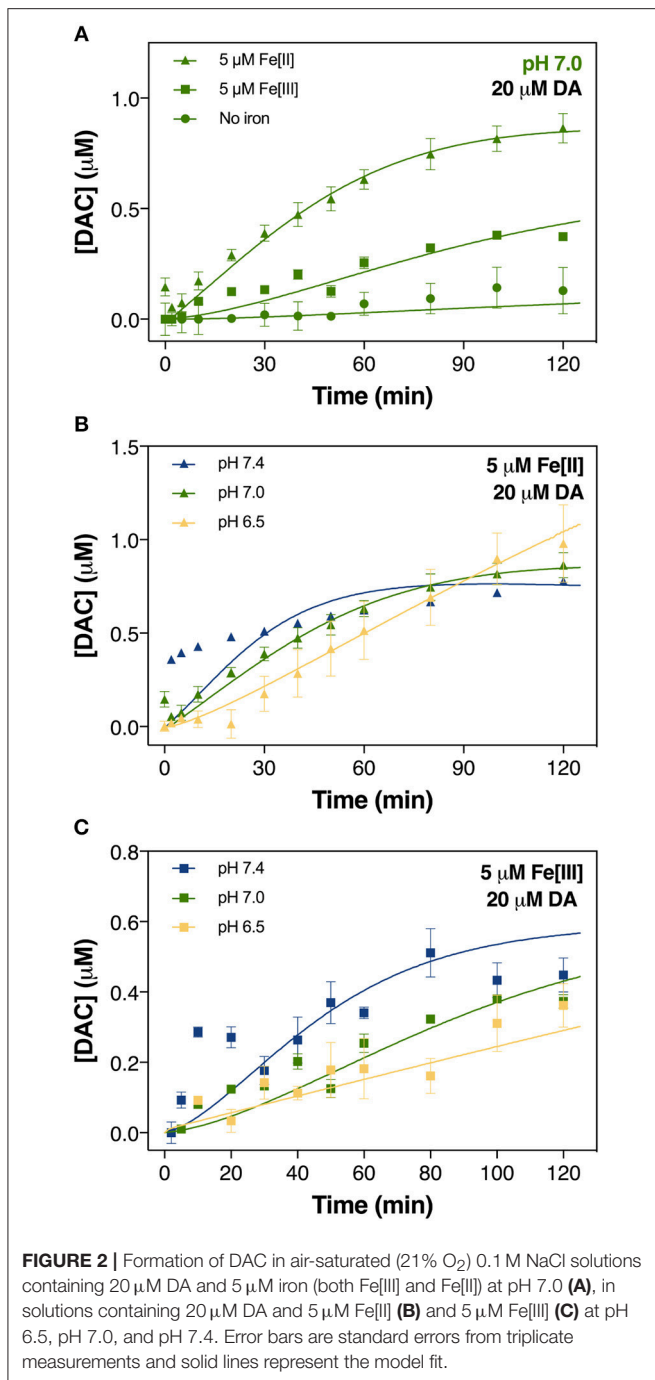 A
5 µM Fe[II]
5 µM Fe[III]
No iron
pH 7.0
20 µM DA
1.0
0.5
0.0
[DAC] (µM)
0 30 60 90 120
Time (min)
B
pH 7.4
pH 7.0
pH 6.5
5 µM Fe[II]
20 µM DA
1.5
1.0
0.5
0.0
[DAC] (µM)
0 30 60 90 120
Time (min)
C
pH 7.4
pH 7.0
pH 6.5
5 µM Fe[III]
20 µM DA
0.8
0.6
0.4
0.2
0.0
[DAC] (µM)
0 20 40 60 80 100 120
Time (min)
FIGURE 2 | Formation of DAC in air-saturated (21% O₂) 0.1 M NaCl solutions
containing 20 µM DA and 5 µM iron (both Fe[III] and Fe[II]) at pH 7.0 (A), in
solutions containing 20 µM DA and 5 µM Fe[II] (B) and 5 µM Fe[III] (C) at pH
6.5, pH 7.0, and pH 7.4. Error bars are standard errors from triplicate
measurements and solid lines represent the model fit.